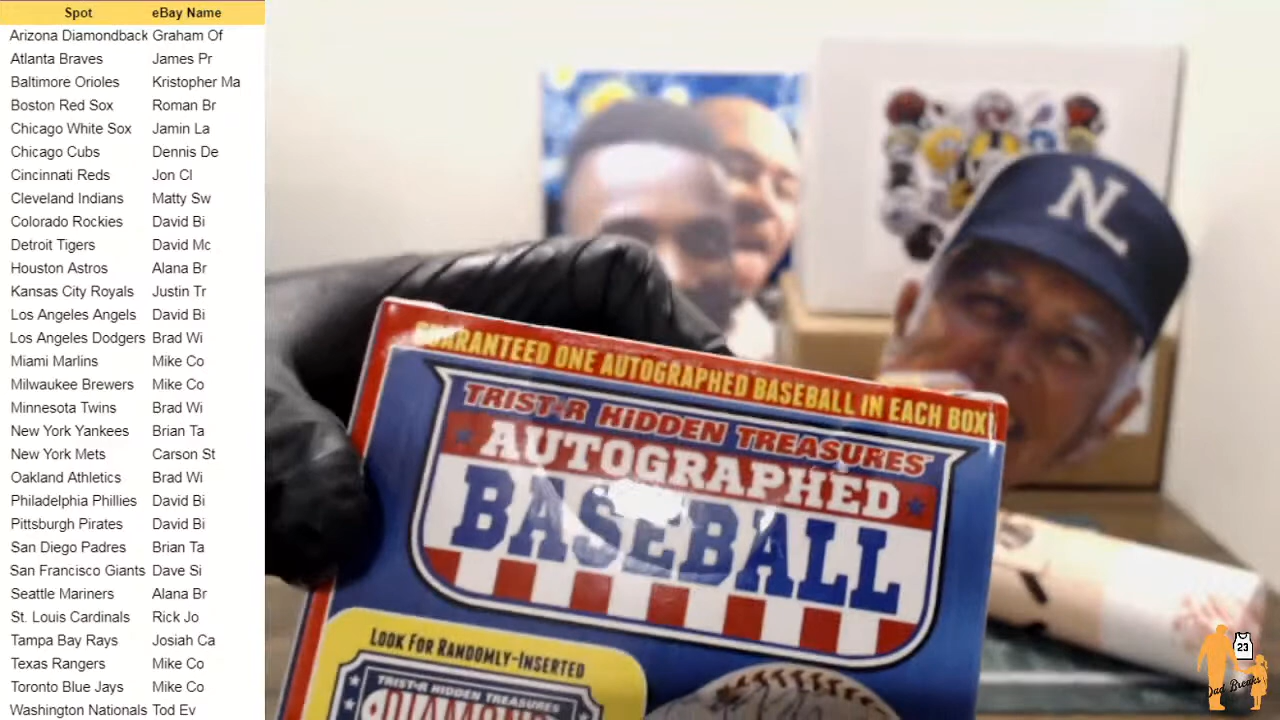 Spot eBay Name
Arizona Diamondback Graham Of
Atlanta Braves James Pr
Baltimore Orioles Kristopher Ma
Boston Red Sox Roman Br
Chicago White Sox Jamin La
Chicago Cubs Dennis De
Cincinnati Reds Jon Cl
Cleveland Indians Matty Sw
Colorado Rockies David Bi
Detroit Tigers David Mc
Houston Astros Alana Br
Kansas City Royals Justin Tr
Los Angeles Angels David Bi
Los Angeles Dodgers Brad Wi
Miami Marlins Mike Co
Milwaukee Brewers Mike Co
Minnesota Twins Brad Wi
New York Yankees Brian Ta
New York Mets Carson St
Oakland Athletics Brad Wi
Philadelphia Phillies David Bi
Pittsburgh Pirates David Bi
San Diego Padres Brian Ta
San Francisco Giants Dave Si
Seattle Mariners Alana Br
St. Louis Cardinals Rick Jo
Tampa Bay Rays Josiah Ca
Texas Rangers Mike Co
Toronto Blue Jays Mike Co
Washington Nationals Tod Ev
NL
GUARANTEED ONE AUTOGRAPHED BASEBALL IN EACH BOX!
TRIST★R HIDDEN TREASURES™
AUTOGRAPHED
BASEBALL
LOOK FOR RANDOMLY-INSERTED
TRIST★R HIDDEN TREASURES
DIAMOND
23
Dad Breaks